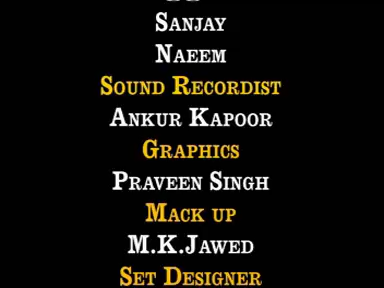 Sanjay
Naeem
Sound Recordist
Ankur Kapoor
Graphics
Praveen Singh
Mack up
M.K.Jawed
Set Designer